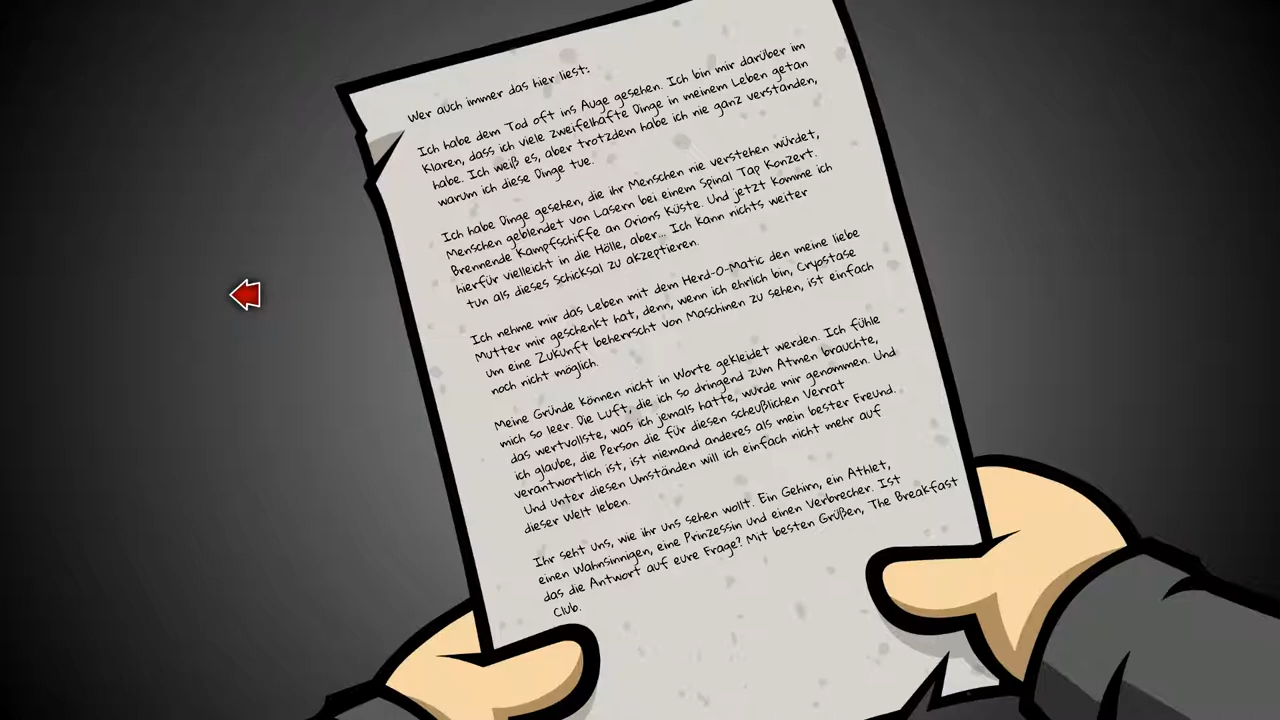 Wer auch immer das hier liest:
Ich habe dem Tod oft ins Auge gesehen. Ich bin mir darüber im
Klaren, dass ich viele zweifelhafte Dinge in meinem Leben getan
habe. Ich weiß es, aber trotzdem habe ich nie ganz verstanden,
warum ich diese Dinge tue.
Ich habe Dinge gesehen, die ihr Menschen nie verstehen würdet,
Menschen geblendet von Lasern bei einem Spinal Tap Konzert.
Brennende Kampfschiffe an Orions Küste. Und jetzt komme ich
hierfür vielleicht in die Hölle, aber... Ich kann nichts weiter
tun als dieses Schicksal zu akzeptieren.
Ich nehme mir das Leben mit dem Herd-O-Matic den meine liebe
Mutter mir geschenkt hat, denn, wenn ich ehrlich bin, Cryostase
um eine Zukunft beherrscht von Maschinen zu sehen, ist einfach
noch nicht möglich.
Meine Gründe können nicht in Worte gekleidet werden. Ich fühle
mich so leer. Die Luft, die ich so dringend zum Atmen brauchte,
das wertvollste, was ich jemals hatte, wurde mir genommen. Und
ich glaube, die Person die für diesen scheußlichen Verrat
verantwortlich ist, ist niemand anderes als mein bester Freund.
Und unter diesen Umständen will ich einfach nicht mehr auf
dieser Welt leben.
Ihr seht uns, wie ihr uns sehen wollt. Ein Gehirn, ein Athlet,
einen Wahnsinnigen, eine Prinzessin und einen Verbrecher. Ist
das die Antwort auf eure Frage? Mit besten Grüßen, The Breakfast
Club.